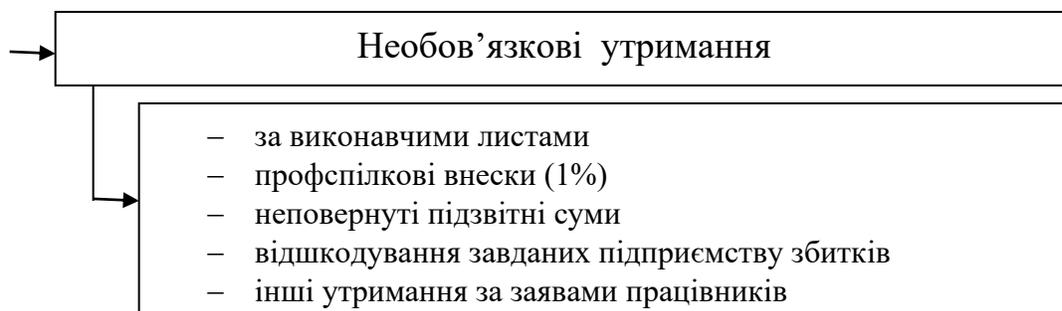 Необов’язкові утримання
– за виконавчими листами
– профспілкові внески (1%)
– неповернуті підзвітні суми
– відшкодування завданих підприємству збитків
– інші утримання за заявами працівників